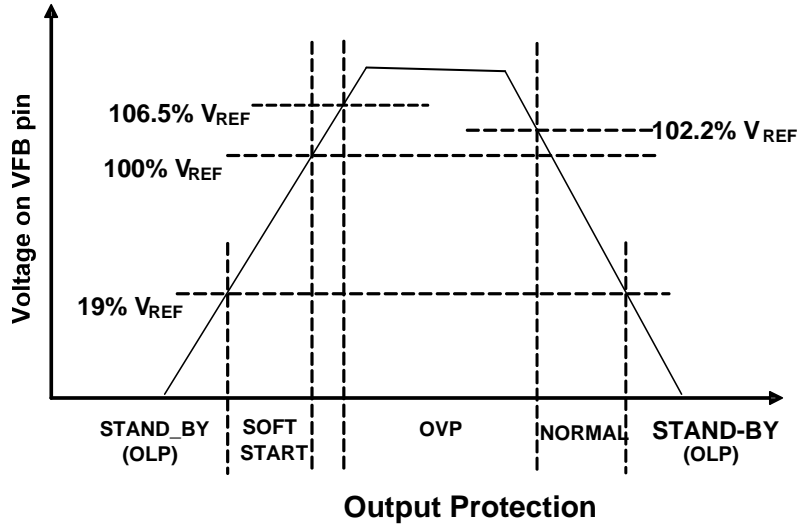 Voltage on VFB pin
106.5% VREF
102.2% VREF
100% VREF
19% VREF
STAND_BY
(OLP)
SOFT
START
OVP
NORMAL
STAND-BY
(OLP)
Output Protection